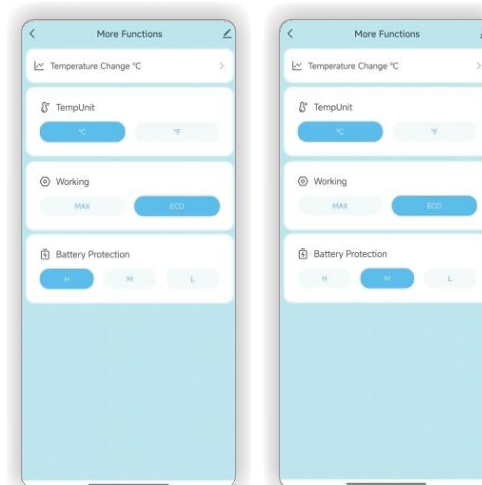 More Functions
Temperature Change °C
TempUnit
°C °F
Working
MAX ECO
Battery Protection
H M L
More Functions
Temperature Change °C
TempUnit
°C °F
Working
MAX ECO
Battery Protection
H M L